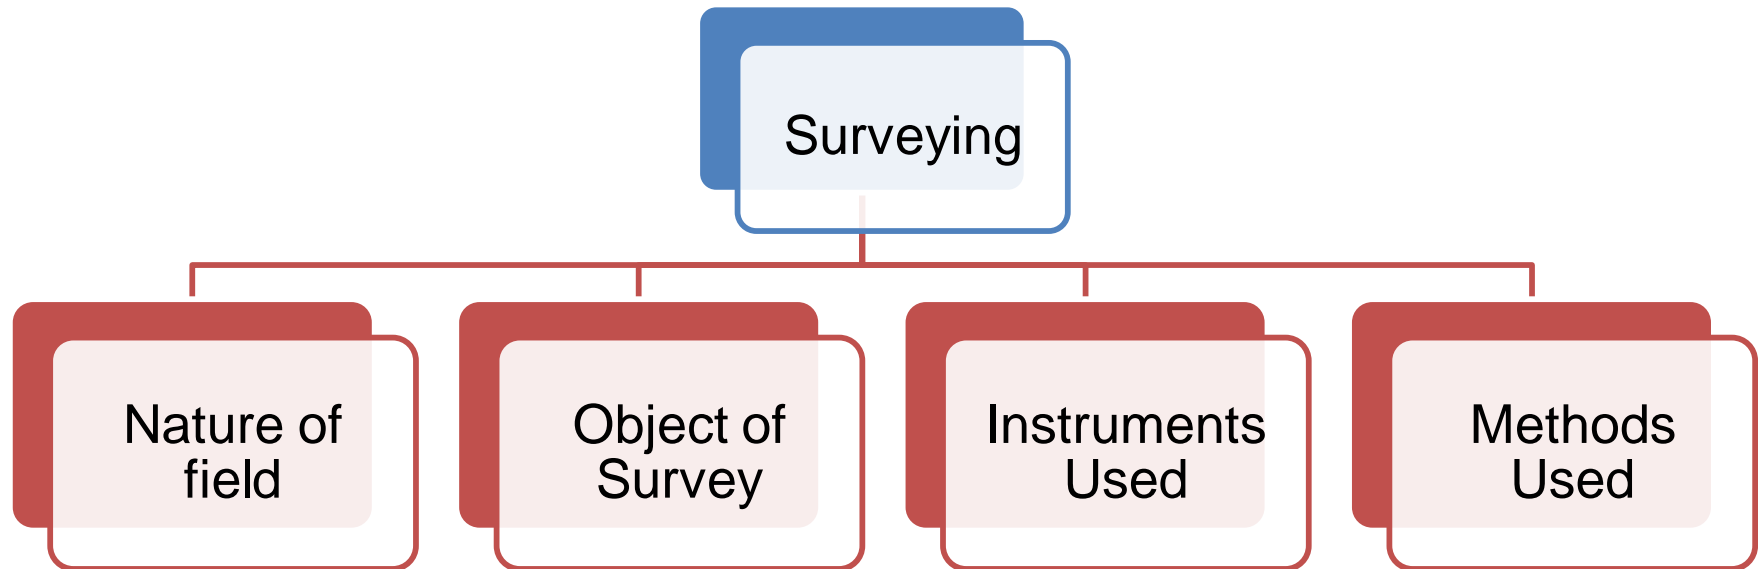 Surveying
Nature of
field
Object of
Survey
Instruments
Used
Methods
Used